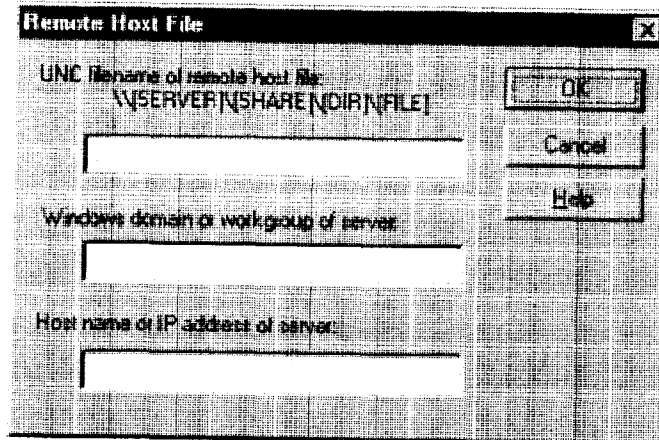 Remote Host File
UNC filename of remote host file:
\\[SERVER]\[SHARE]\[DIR]\[FILE]
OK
Cancel
Help
Windows domain or workgroup of server:
Host name or IP address of server: